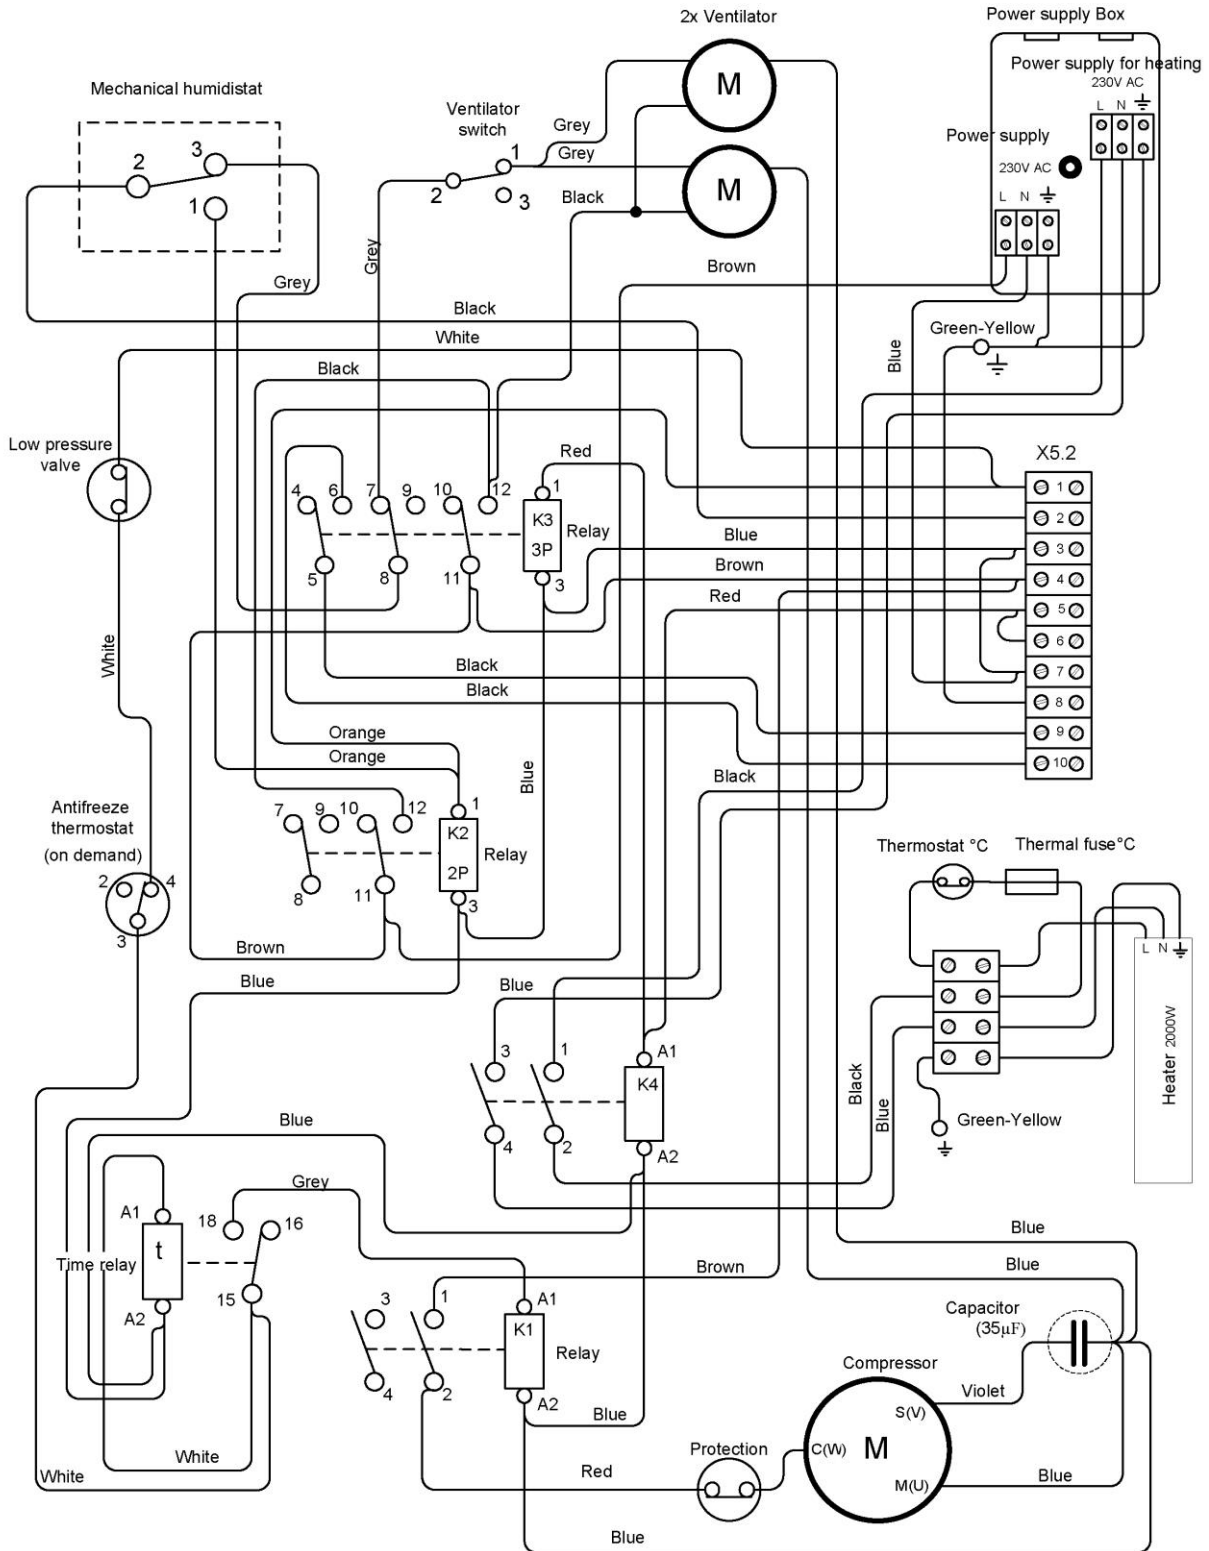 2x Ventilator
Power supply Box
Power supply for heating
230V AC
L N
Power supply
230V AC
L N
Mechanical humidistat
2
3
1
Ventilator
switch
1
2
3
Grey
Grey
Black
M
M
Grey
Grey
Brown
Black
White
Black
Green-Yellow
Blue
Low pressure
valve
X5.2
1
2
3
4
5
6
7
8
9
10
Red
4
6
7
9
10
12
1
K3
3P
Relay
3
5
8
11
Blue
Brown
Red
White
Black
Black
Orange
Orange
Blue
Black
Antifreeze
thermostat
(on demand)
2
4
3
7
9
10
12
1
K2
2P
Relay
8
11
3
Brown
Blue
Thermostat °C
Thermal fuse°C
L N
Heater 2000W
Blue
3
1
A1
K4
4
2
A2
Black
Blue
Green-Yellow
Blue
Grey
A1
18
16
t
Time relay
15
A2
Brown
Blue
Blue
3
1
A1
K1
Relay
4
2
A2
Blue
Capacitor
(35µF)
Compressor
Violet
S(V)
C(W)
M
M(U)
Protection
White
White
Red
Blue
Blue